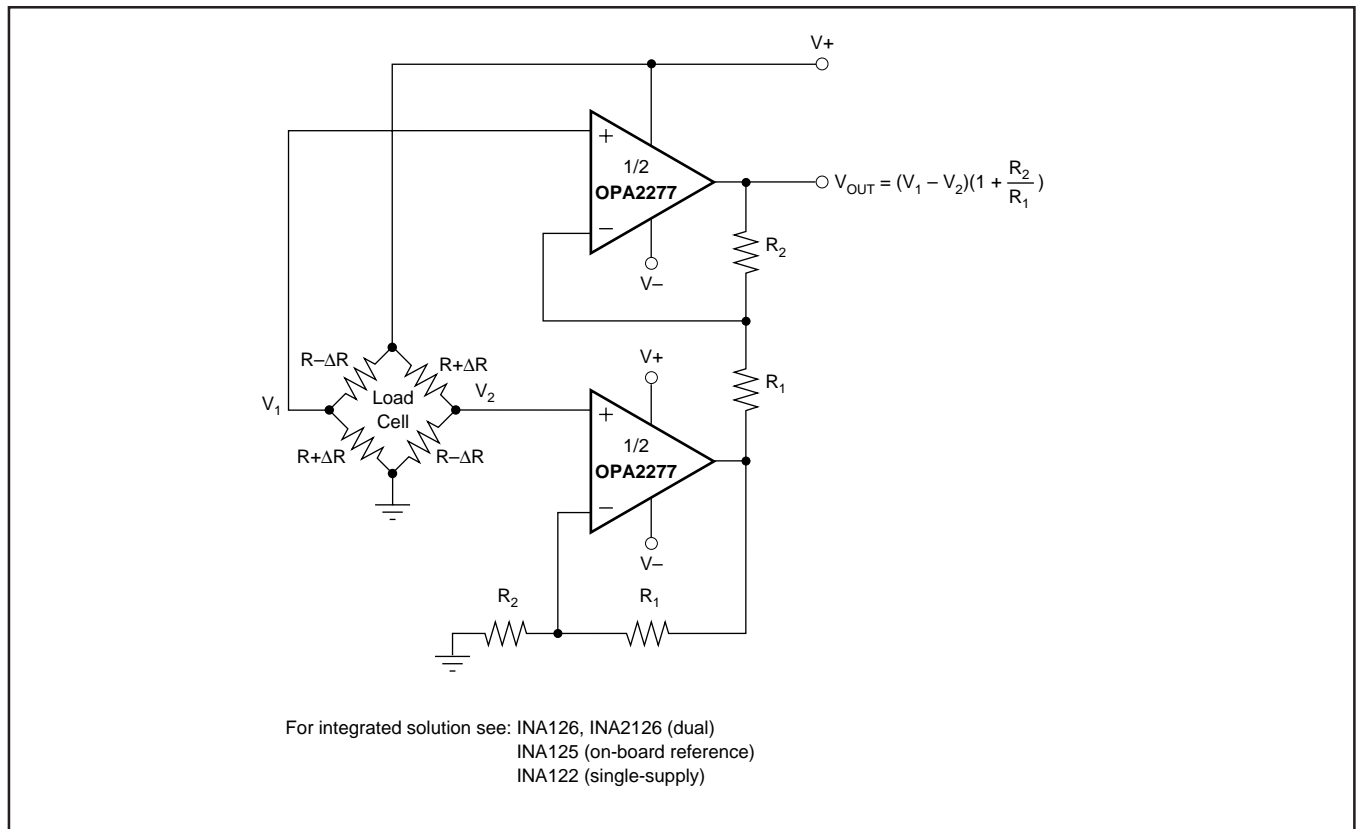 V+
+
1/2
OPA2277
–
V–
V_OUT = (V_1 – V_2)(1 + R_2/R_1)
R_2
R–ΔR
R+ΔR
V_1
Load
Cell
V_2
R+ΔR
R–ΔR
V+
R_1
+
1/2
OPA2277
–
V–
R_2
R_1
For integrated solution see: INA126, INA2126 (dual)
INA125 (on-board reference)
INA122 (single-supply)